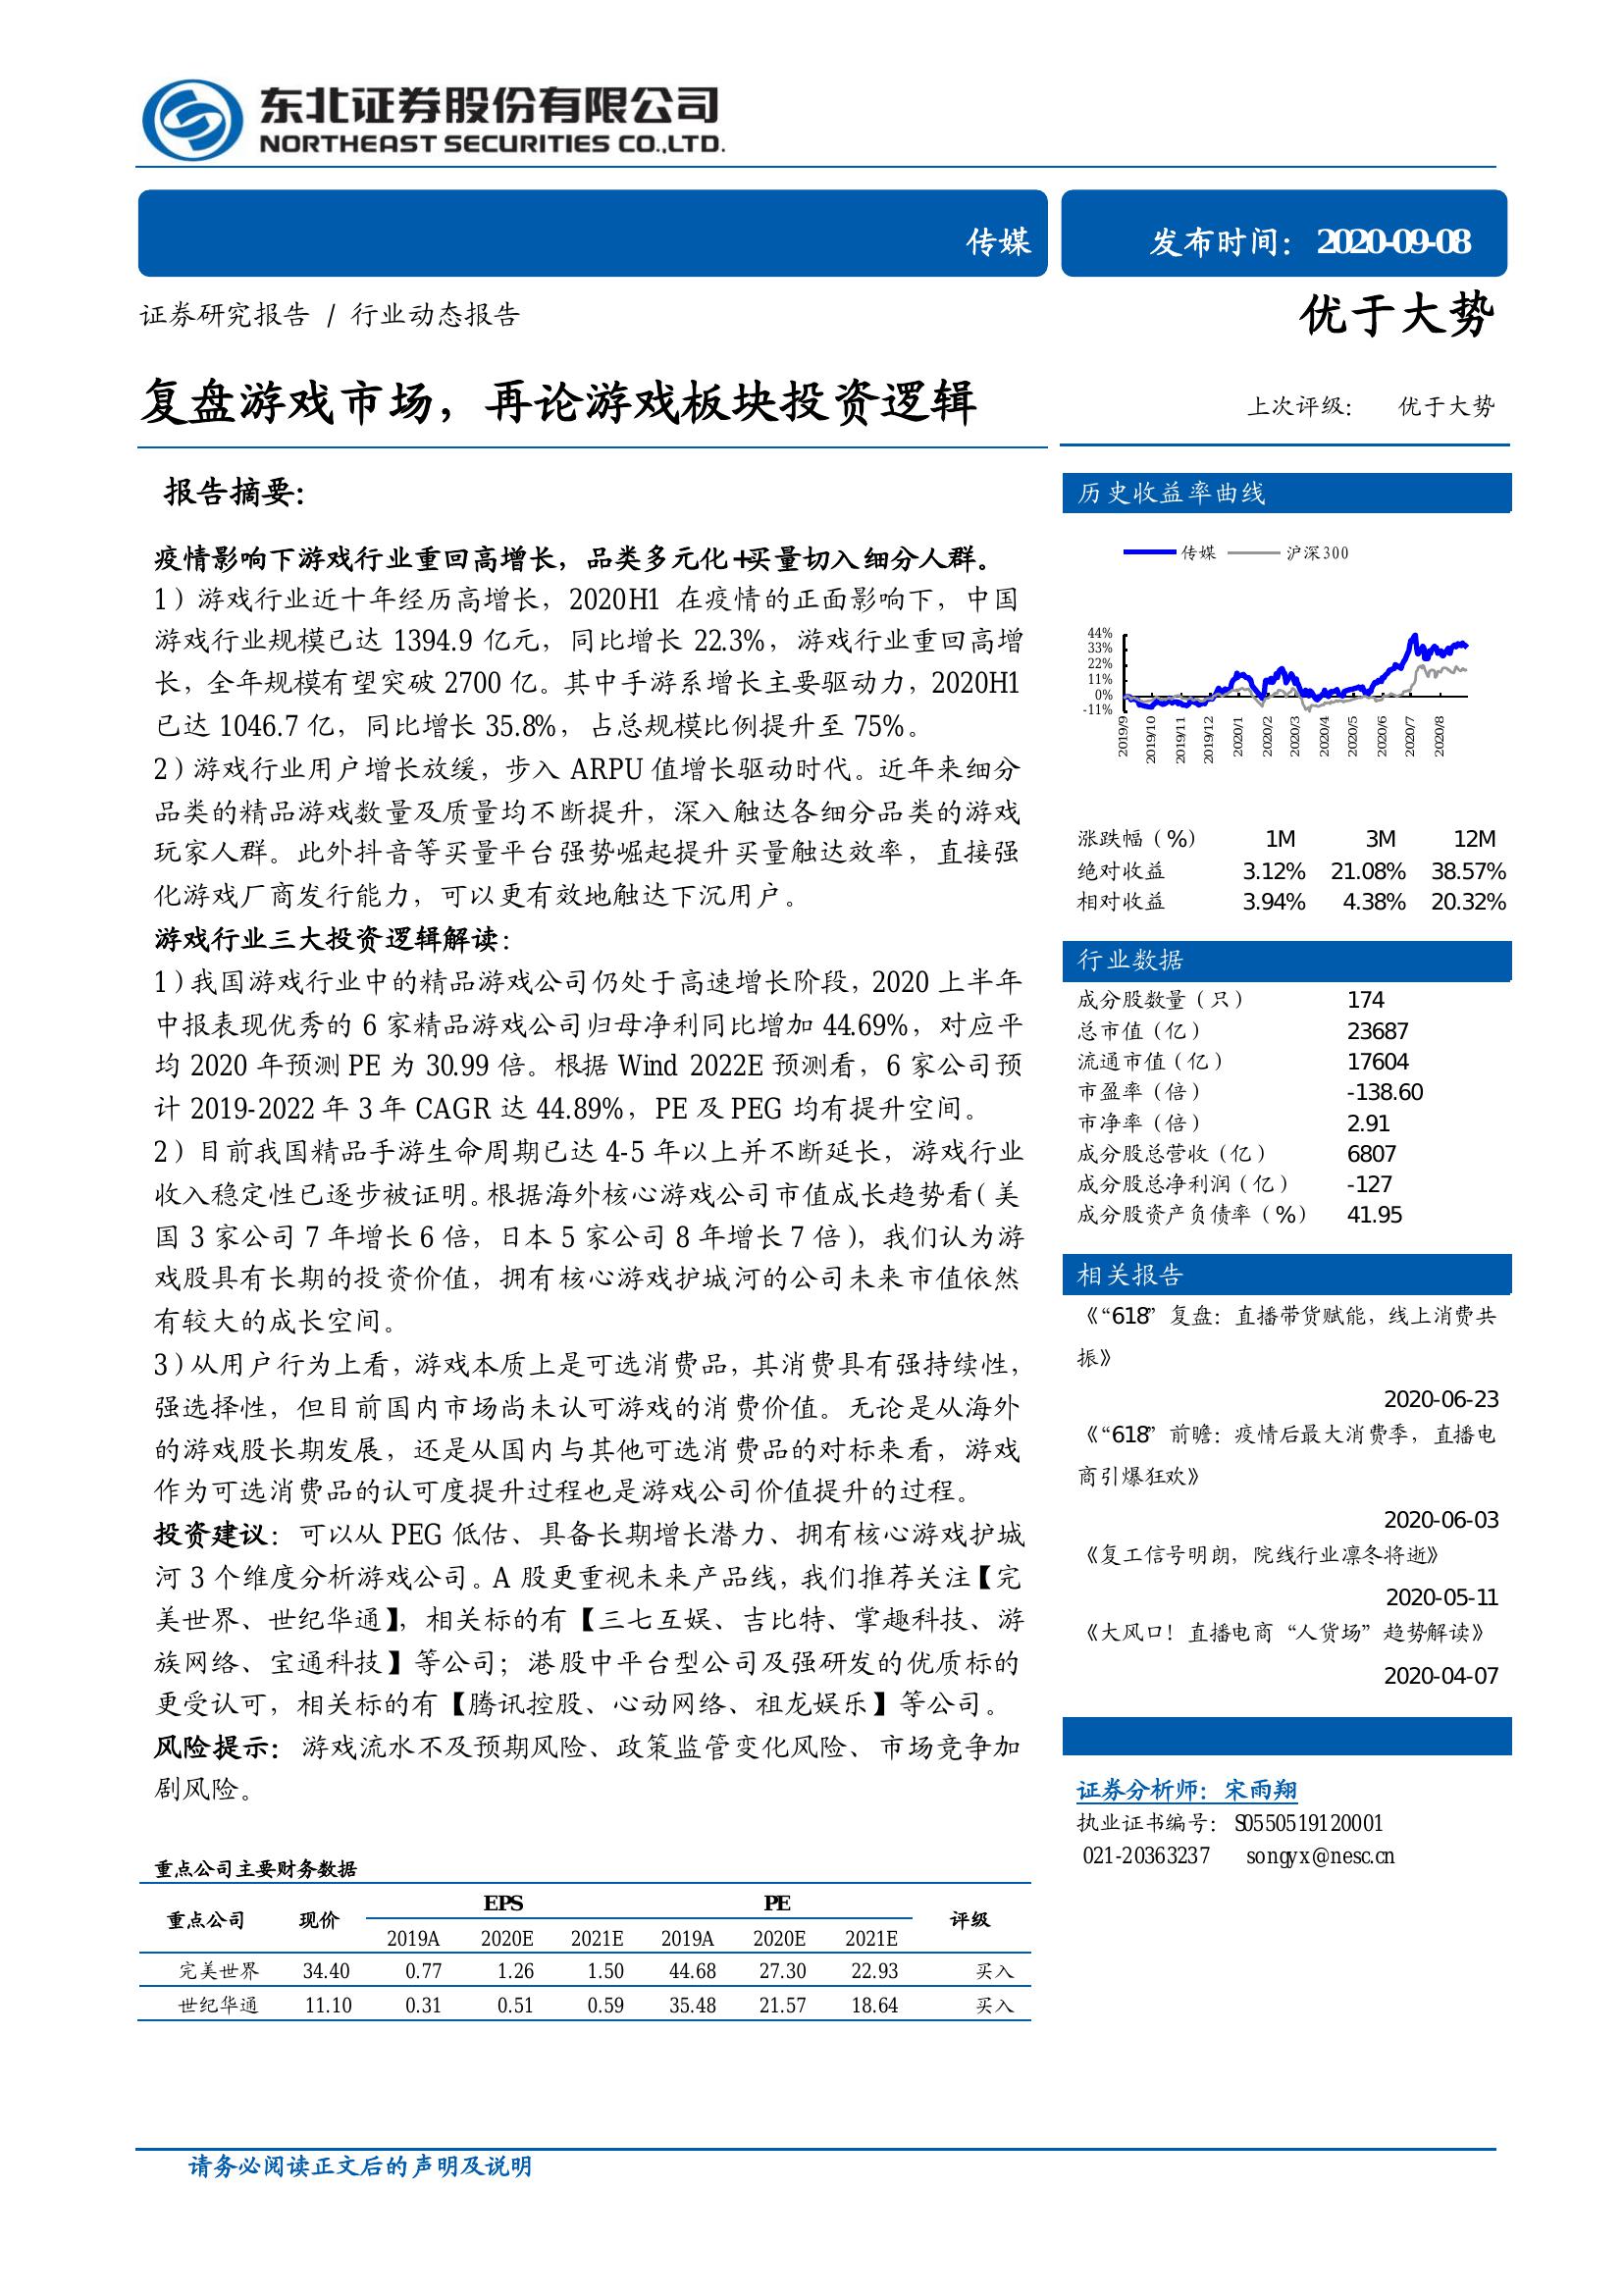 东北证券股份有限公司
NORTHEAST SECURITIES CO.,LTD.
传媒
发布时间：2020-09-08
证券研究报告 / 行业动态报告
优于大势
复盘游戏市场，再论游戏板块投资逻辑
上次评级： 优于大势
报告摘要：
疫情影响下游戏行业重回高增长，品类多元化+买量切入细分人群。
1）游戏行业近十年经历高增长，2020H1 在疫情的正面影响下，中国
游戏行业规模已达 1394.9 亿元，同比增长 22.3%，游戏行业重回高增
长，全年规模有望突破 2700 亿。其中手游系增长主要驱动力，2020H1
已达 1046.7 亿，同比增长 35.8%，占总规模比例提升至 75%。
2）游戏行业用户增长放缓，步入 ARPU 值增长驱动时代。近年来细分
品类的精品游戏数量及质量均不断提升，深入触达各细分品类的游戏
玩家人群。此外抖音等买量平台强势崛起提升买量触达效率，直接强
化游戏厂商发行能力，可以更有效地触达下沉用户。
游戏行业三大投资逻辑解读：
1）我国游戏行业中的精品游戏公司仍处于高速增长阶段，2020 上半年
中报表现优秀的 6 家精品游戏公司归母净利同比增加 44.69%，对应平
均 2020 年预测 PE 为 30.99 倍。根据 Wind 2022E 预测看，6 家公司预
计 2019-2022 年 3 年 CAGR 达 44.89%，PE 及 PEG 均有提升空间。
2）目前我国精品手游生命周期已达 4-5 年以上并不断延长，游戏行业
收入稳定性已逐步被证明。根据海外核心游戏公司市值成长趋势看（美
国 3 家公司 7 年增长 6 倍，日本 5 家公司 8 年增长 7 倍），我们认为游
戏股具有长期的投资价值，拥有核心游戏护城河的公司未来市值依然
有较大的成长空间。
3）从用户行为上看，游戏本质上是可选消费品，其消费具有强持续性，
强选择性，但目前国内市场尚未认可游戏的消费价值。无论是从海外
的游戏股长期发展，还是从国内与其他可选消费品的对标来看，游戏
作为可选消费品的认可度提升过程也是游戏公司价值提升的过程。
投资建议：可以从 PEG 低估、具备长期增长潜力、拥有核心游戏护城
河 3 个维度分析游戏公司。A 股更重视未来产品线，我们推荐关注【完
美世界、世纪华通】，相关标的有【三七互娱、吉比特、掌趣科技、游
族网络、宝通科技】等公司；港股中平台型公司及强研发的优质标的
更受认可，相关标的有【腾讯控股、心动网络、祖龙娱乐】等公司。
风险提示：游戏流水不及预期风险、政策监管变化风险、市场竞争加
剧风险。
重点公司主要财务数据
重点公司 现价 EPS PE 评级
2019A 2020E 2021E 2019A 2020E 2021E
完美世界 34.40 0.77 1.26 1.50 44.68 27.30 22.93 买入
世纪华通 11.10 0.31 0.51 0.59 35.48 21.57 18.64 买入
历史收益率曲线
传媒 沪深300
44%
33%
22%
11%
0%
-11%
2019/9 2019/10 2019/11 2019/12 2020/1 2020/2 2020/3 2020/4 2020/5 2020/6 2020/7 2020/8
涨跌幅（%） 1M 3M 12M
绝对收益 3.12% 21.08% 38.57%
相对收益 3.94% 4.38% 20.32%
行业数据
成分股数量（只） 174
总市值（亿） 23687
流通市值（亿） 17604
市盈率（倍） -138.60
市净率（倍） 2.91
成分股总营收（亿） 6807
成分股总净利润（亿） -127
成分股资产负债率（%） 41.95
相关报告
《“618”复盘：直播带货赋能，线上消费共
振》
2020-06-23
《“618”前瞻：疫情后最大消费季，直播电
商引爆狂欢》
2020-06-03
《复工信号明朗，院线行业凛冬将逝》
2020-05-11
《大风口！直播电商“人货场”趋势解读》
2020-04-07
证券分析师：宋雨翔
执业证书编号：S0550519120001
021-20363237 songyx@nesc.cn
请务必阅读正文后的声明及说明